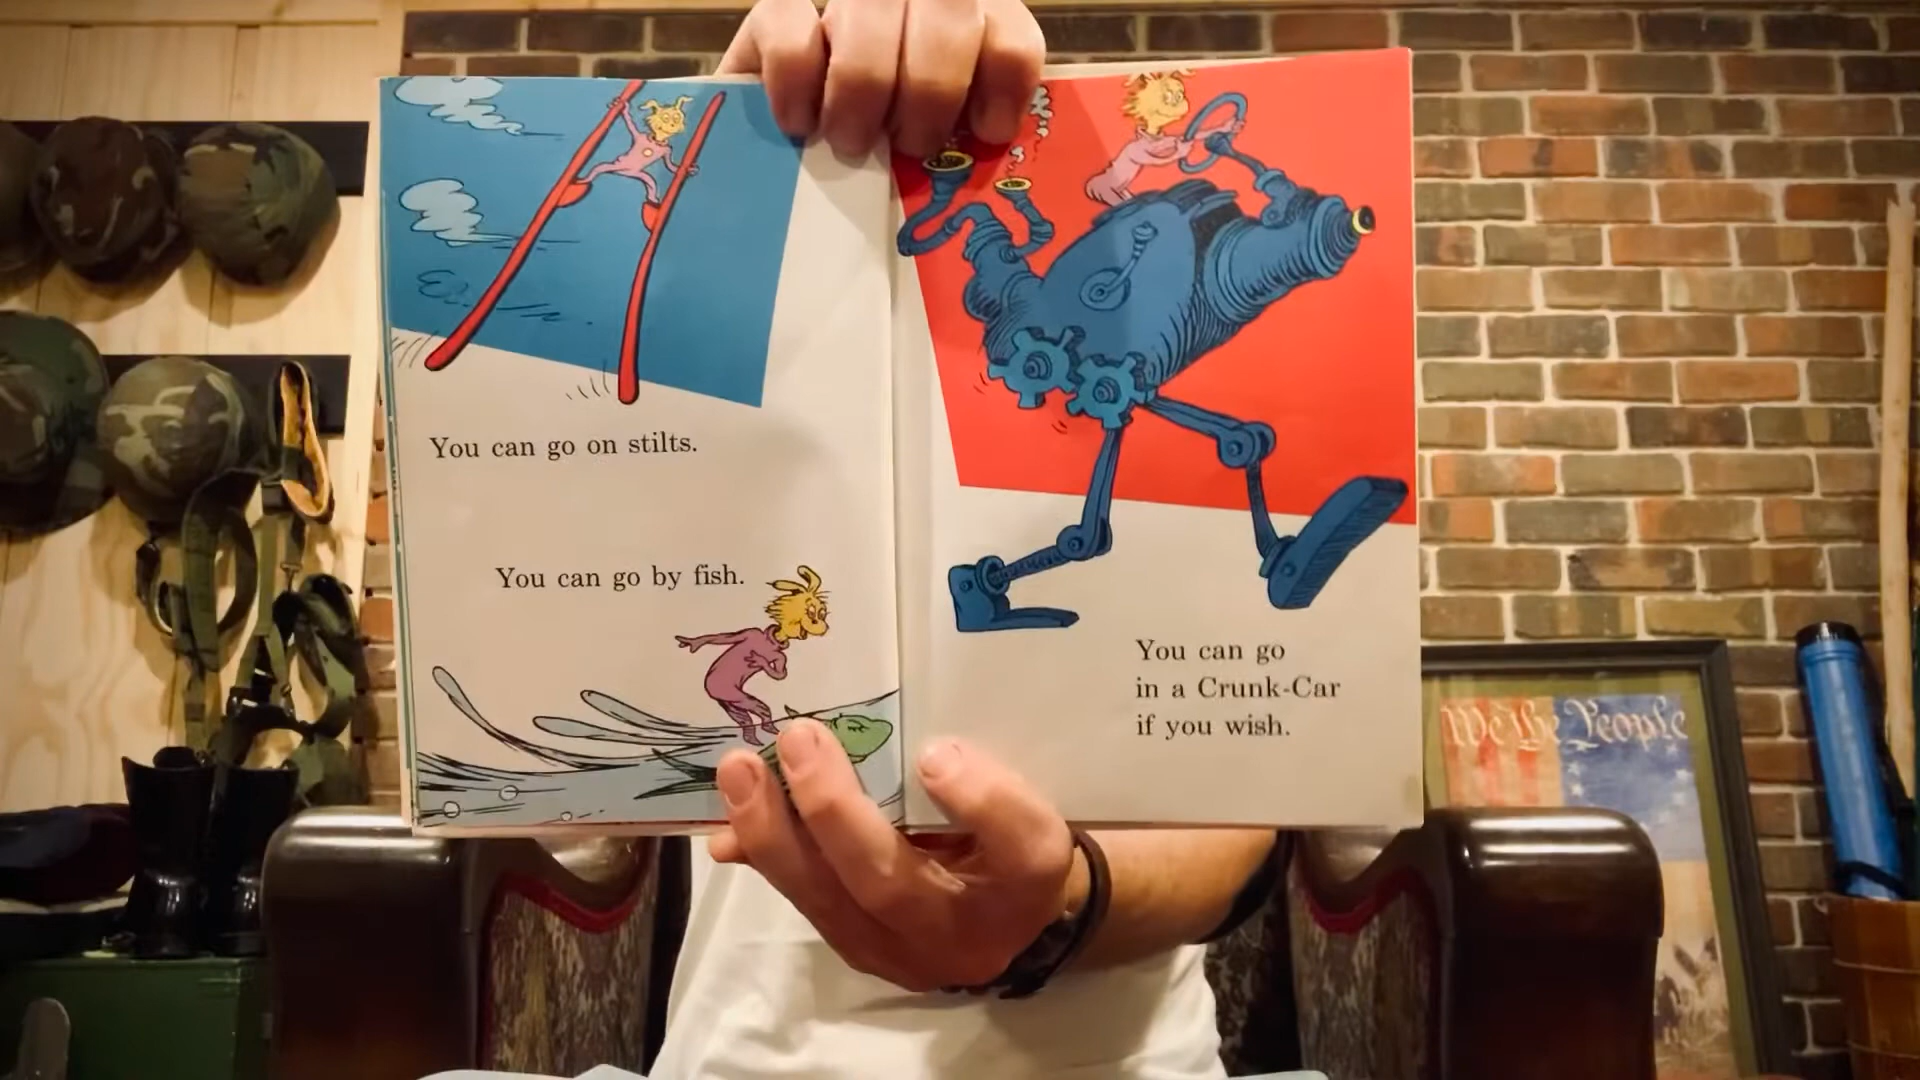 You can go on stilts.
You can go by fish.
You can go
in a Crunk-Car
if you wish.
We The People